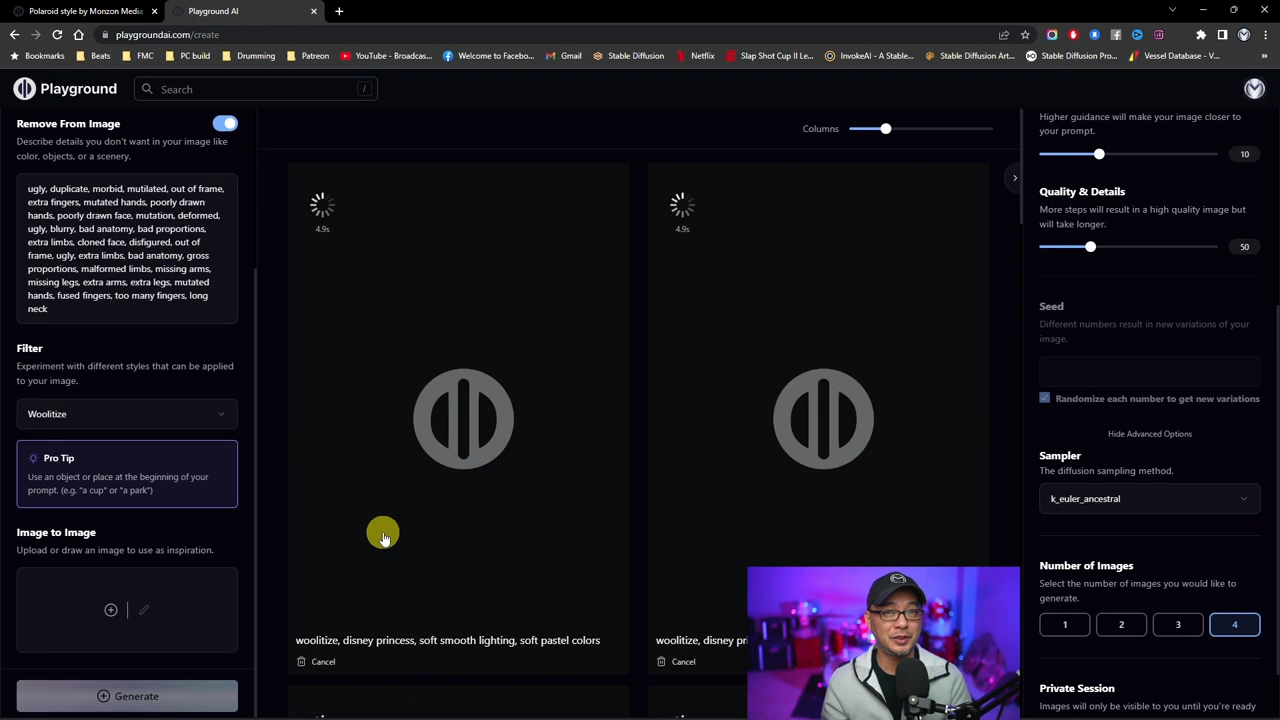 Polaroid style by Monzon Media
Playground AI
playgroundai.com/create
Bookmarks
Beats
FMC
PC build
Drumming
Patreon
YouTube - Broadcas...
Welcome to Facebo...
Gmail
Stable Diffusion
Netflix
Slap Shot Cup II Le...
InvokeAI - A Stable...
Stable Diffusion Art...
Stable Diffusion Pro...
Vessel Database - V...
Playground
Search
/
Remove From Image
Describe details you don't want in your image like
color, objects, or a scenery.
ugly, duplicate, morbid, mutilated, out of frame,
extra fingers, mutated hands, poorly drawn
hands, poorly drawn face, mutation, deformed,
ugly, blurry, bad anatomy, bad proportions,
extra limbs, cloned face, disfigured, out of
frame, ugly, extra limbs, bad anatomy, gross
proportions, malformed limbs, missing arms,
missing legs, extra arms, extra legs, mutated
hands, fused fingers, too many fingers, long
neck
Filter
Experiment with different styles that can be applied
to your image.
Woolitize
Pro Tip
Use an object or place at the beginning of your
prompt. (e.g. "a cup" or "a park")
Image to Image
Upload or draw an image to use as inspiration.
Generate
Columns
4.9s
4.9s
woolitize, disney princess, soft smooth lighting, soft pastel colors
Cancel
woolitize, disney pri
Cancel
Higher guidance will make your image closer to
your prompt.
10
Quality & Details
More steps will result in a high quality image but
will take longer.
50
Seed
Different numbers result in new variations of your
image.
Randomize each number to get new variations
Hide Advanced Options
Sampler
The diffusion sampling method.
k_euler_ancestral
Number of Images
Select the number of images you would like to
generate.
1
2
3
4
Private Session
Images will only be visible to you until you're ready